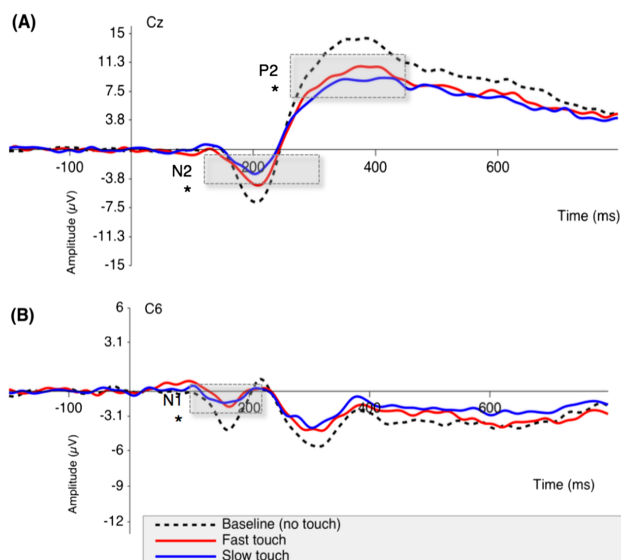 (A)
Cz
15
11.3
7.5
3.8
P2
*
-100
200
400
600
N2
*
-3.8
-7.5
-11.3
-15
Amplitude (µV)
Time (ms)
(B)
C6
6
3.1
-100
200
400
600
N1
*
-3.1
-6
-9
-12
Amplitude (µV)
Time (ms)
Baseline (no touch)
Fast touch
Slow touch